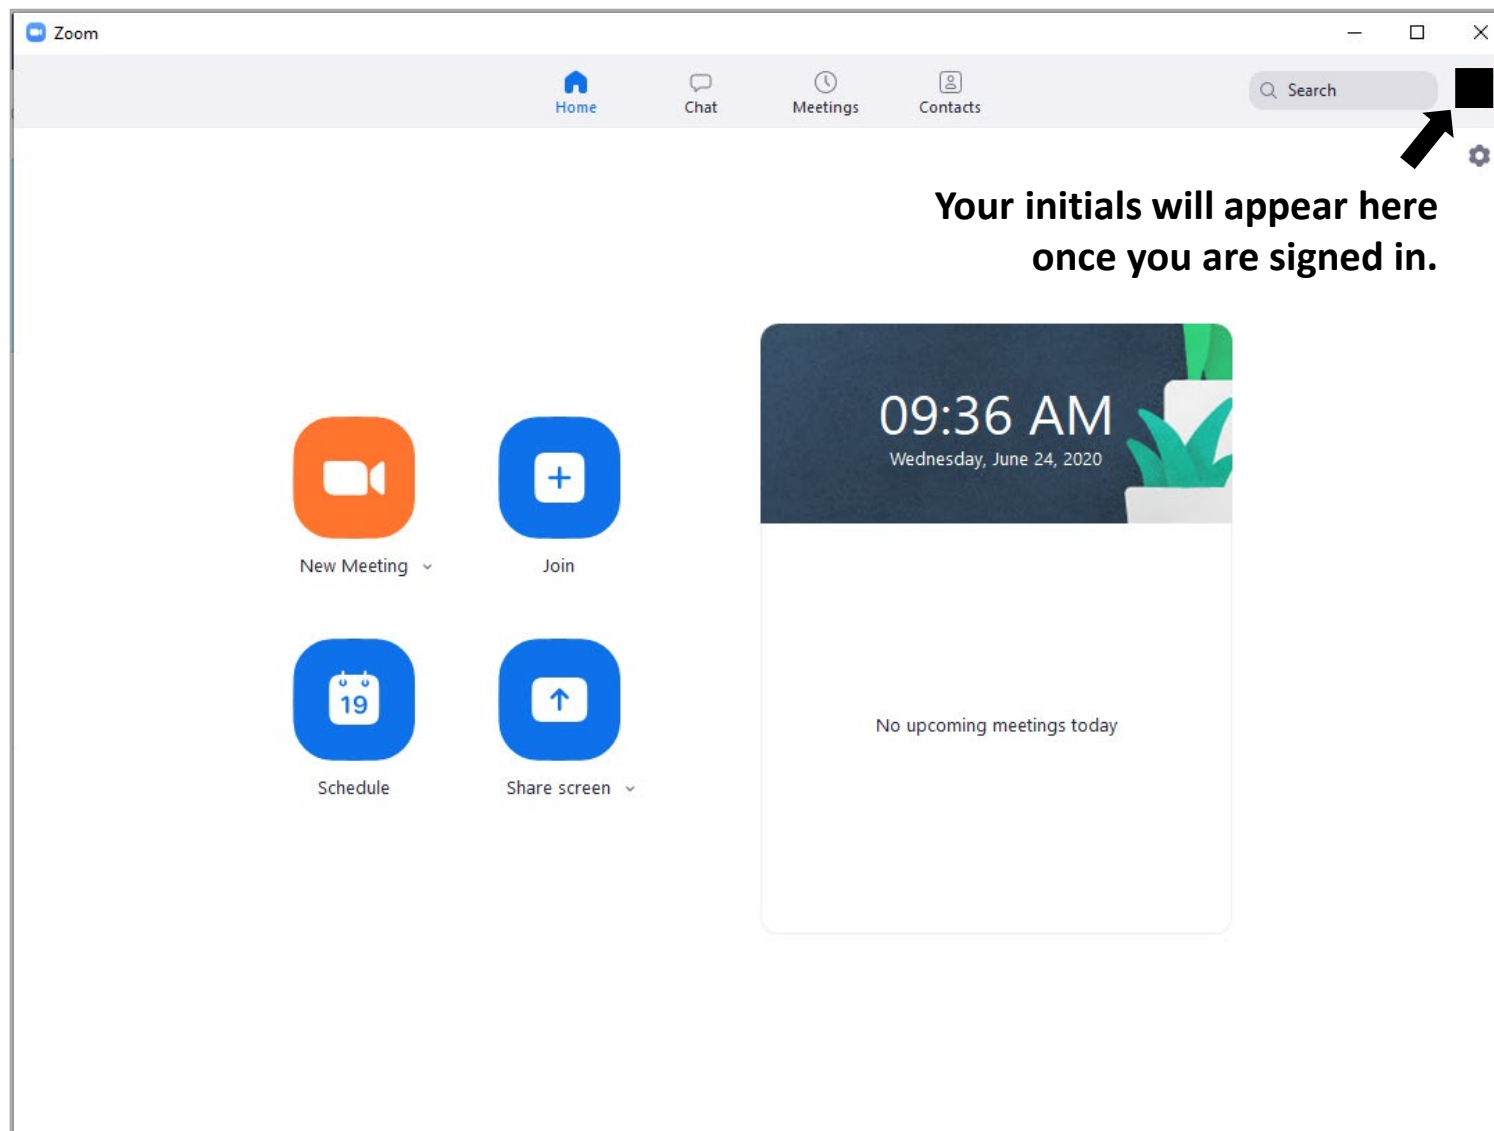 Zoom
Home
Chat
Meetings
Contacts
Search
Your initials will appear here
once you are signed in.
09:36 AM
Wednesday, June 24, 2020
New Meeting
Join
19
Schedule
Share screen
No upcoming meetings today